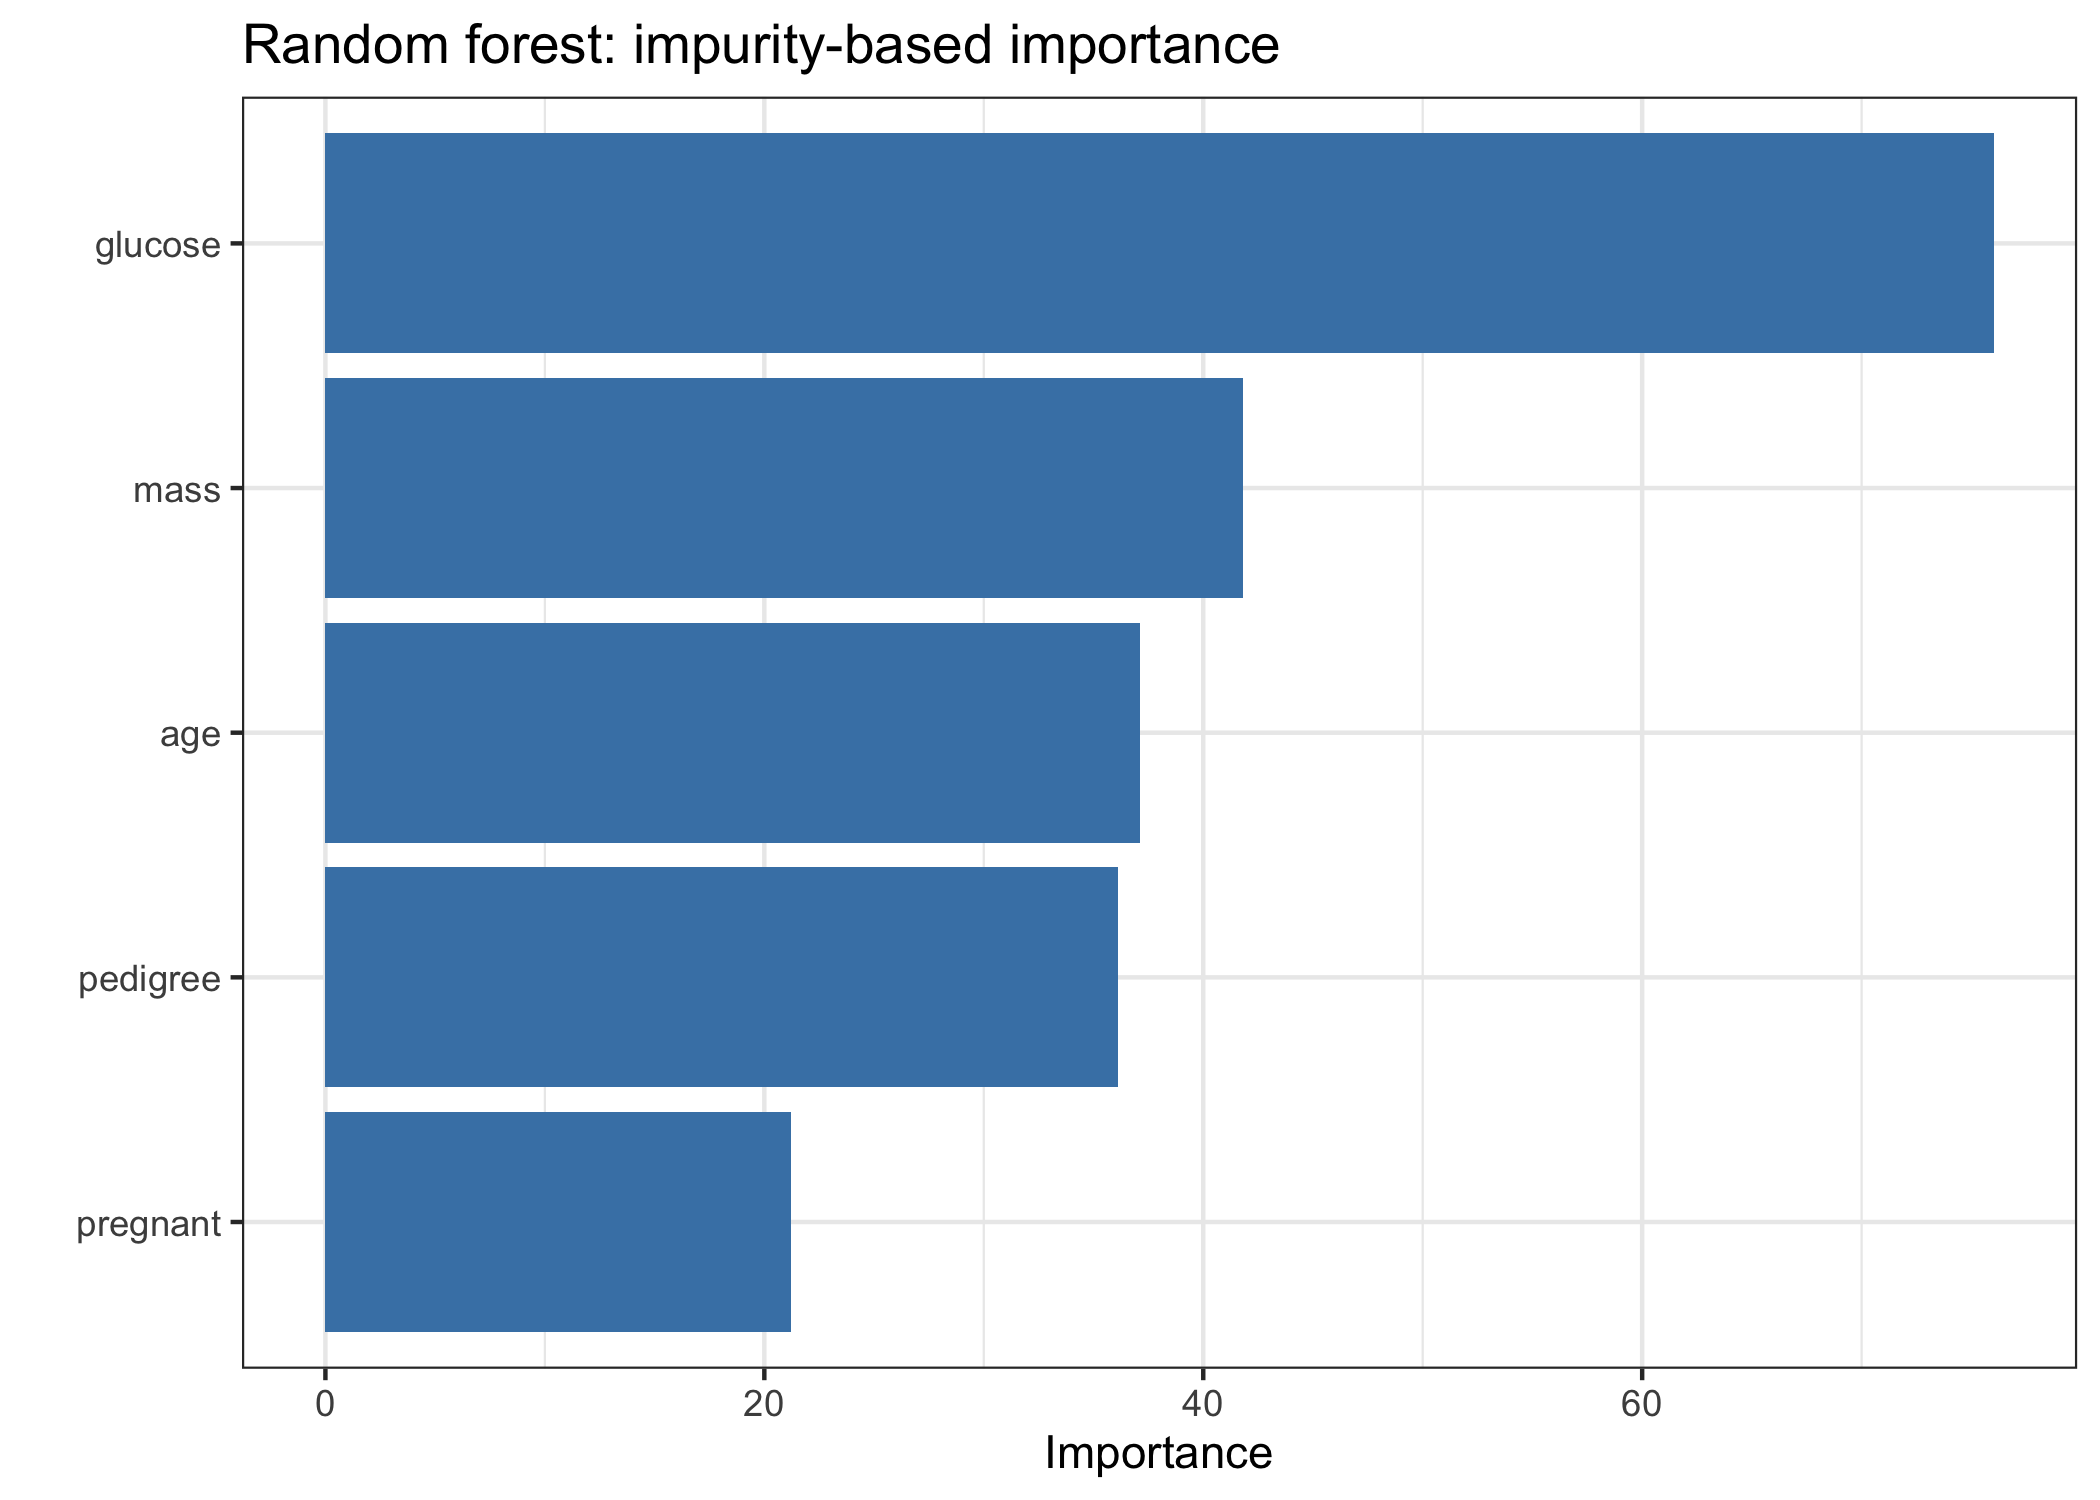 Random forest: impurity-based importance
glucose
mass
age
pedigree
pregnant
0 20 40 60
Importance